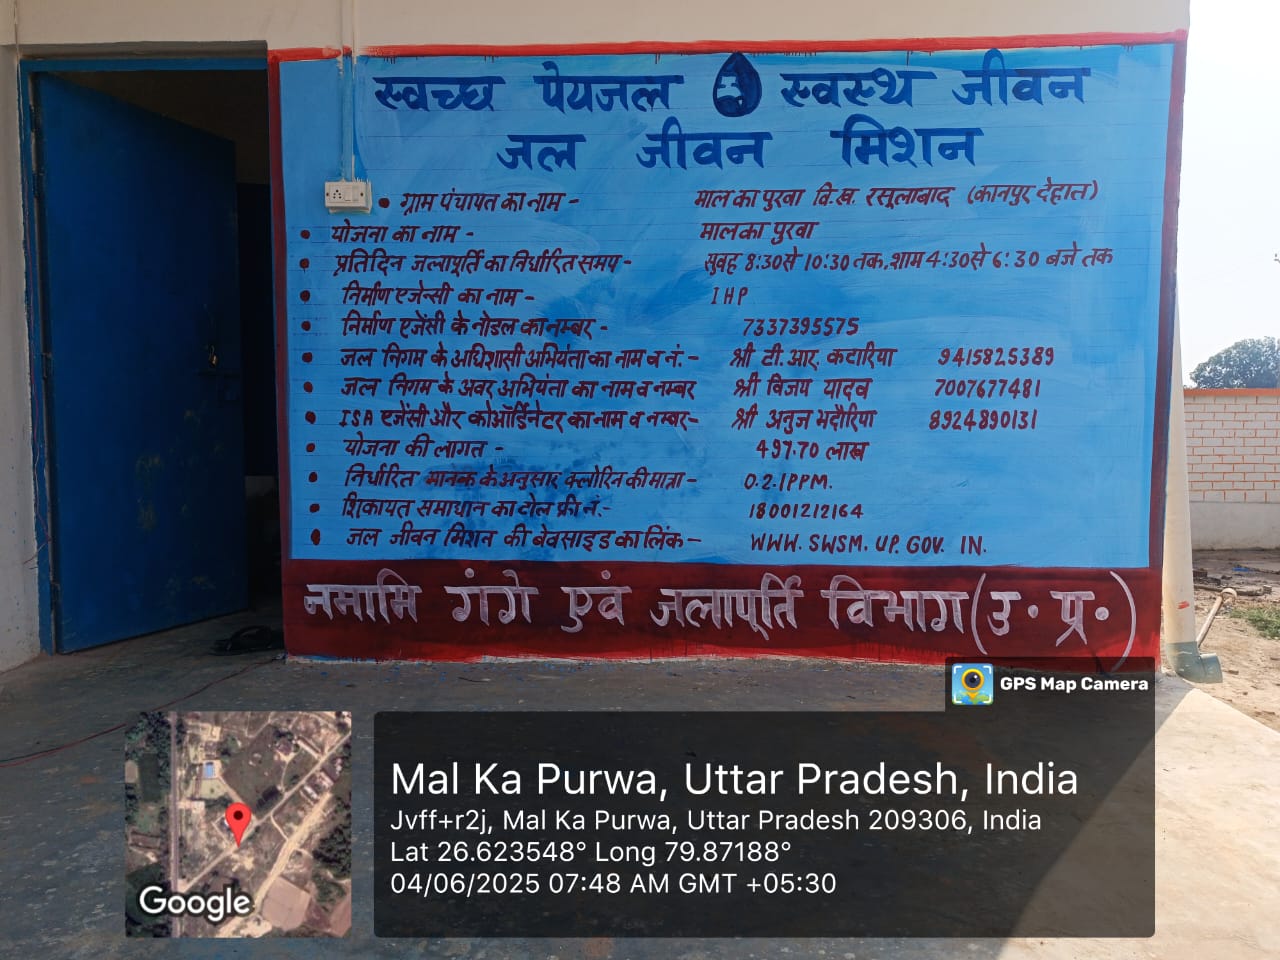 स्वच्छ पेयजल स्वस्थ जीवन
जल जीवन मिशन
• ग्राम पंचायत का नाम - माल का पुरवा वि.ख. रसूलाबाद (कानपुर देहात)
• योजना का नाम - मालका पुरवा
• प्रतिदिन जलापूर्ति का निर्धारित समय - सुबह 8:30 से 10:30 तक, शाम 4:30 से 6:30 बजे तक
• निर्माण एजेन्सी का नाम - IHP
• निर्माण एजेंसी के नोडल का नम्बर - 7337395575
• जल निगम के अधिशासी अभियंता का नाम व नं. - श्री टी. आर. कटारिया 9415825389
• जल निगम के अवर अभियंता का नाम व नम्बर श्री विजय यादव 7007677481
• ISA एजेंसी और कोऑर्डिनेटर का नाम व नम्बर - श्री अनुज भदौरिया 8924890131
• योजना की लागत - 497.70 लाख
• निर्धारित मानक के अनुसार क्लोरिन की मात्रा - 0.2.1PPM.
• शिकायत समाधान का टोल फ्री नं. - 18001212164
• जल जीवन मिशन की बेवसाइड का लिंक - WWW. SWSM. UP. GOV. IN.
नमामि गंगे एवं जलापूर्ति विभाग (उ. प्र.)
GPS Map Camera
Mal Ka Purwa, Uttar Pradesh, India
Jvff+r2j, Mal Ka Purwa, Uttar Pradesh 209306, India
Lat 26.623548° Long 79.87188°
04/06/2025 07:48 AM GMT +05:30
Google